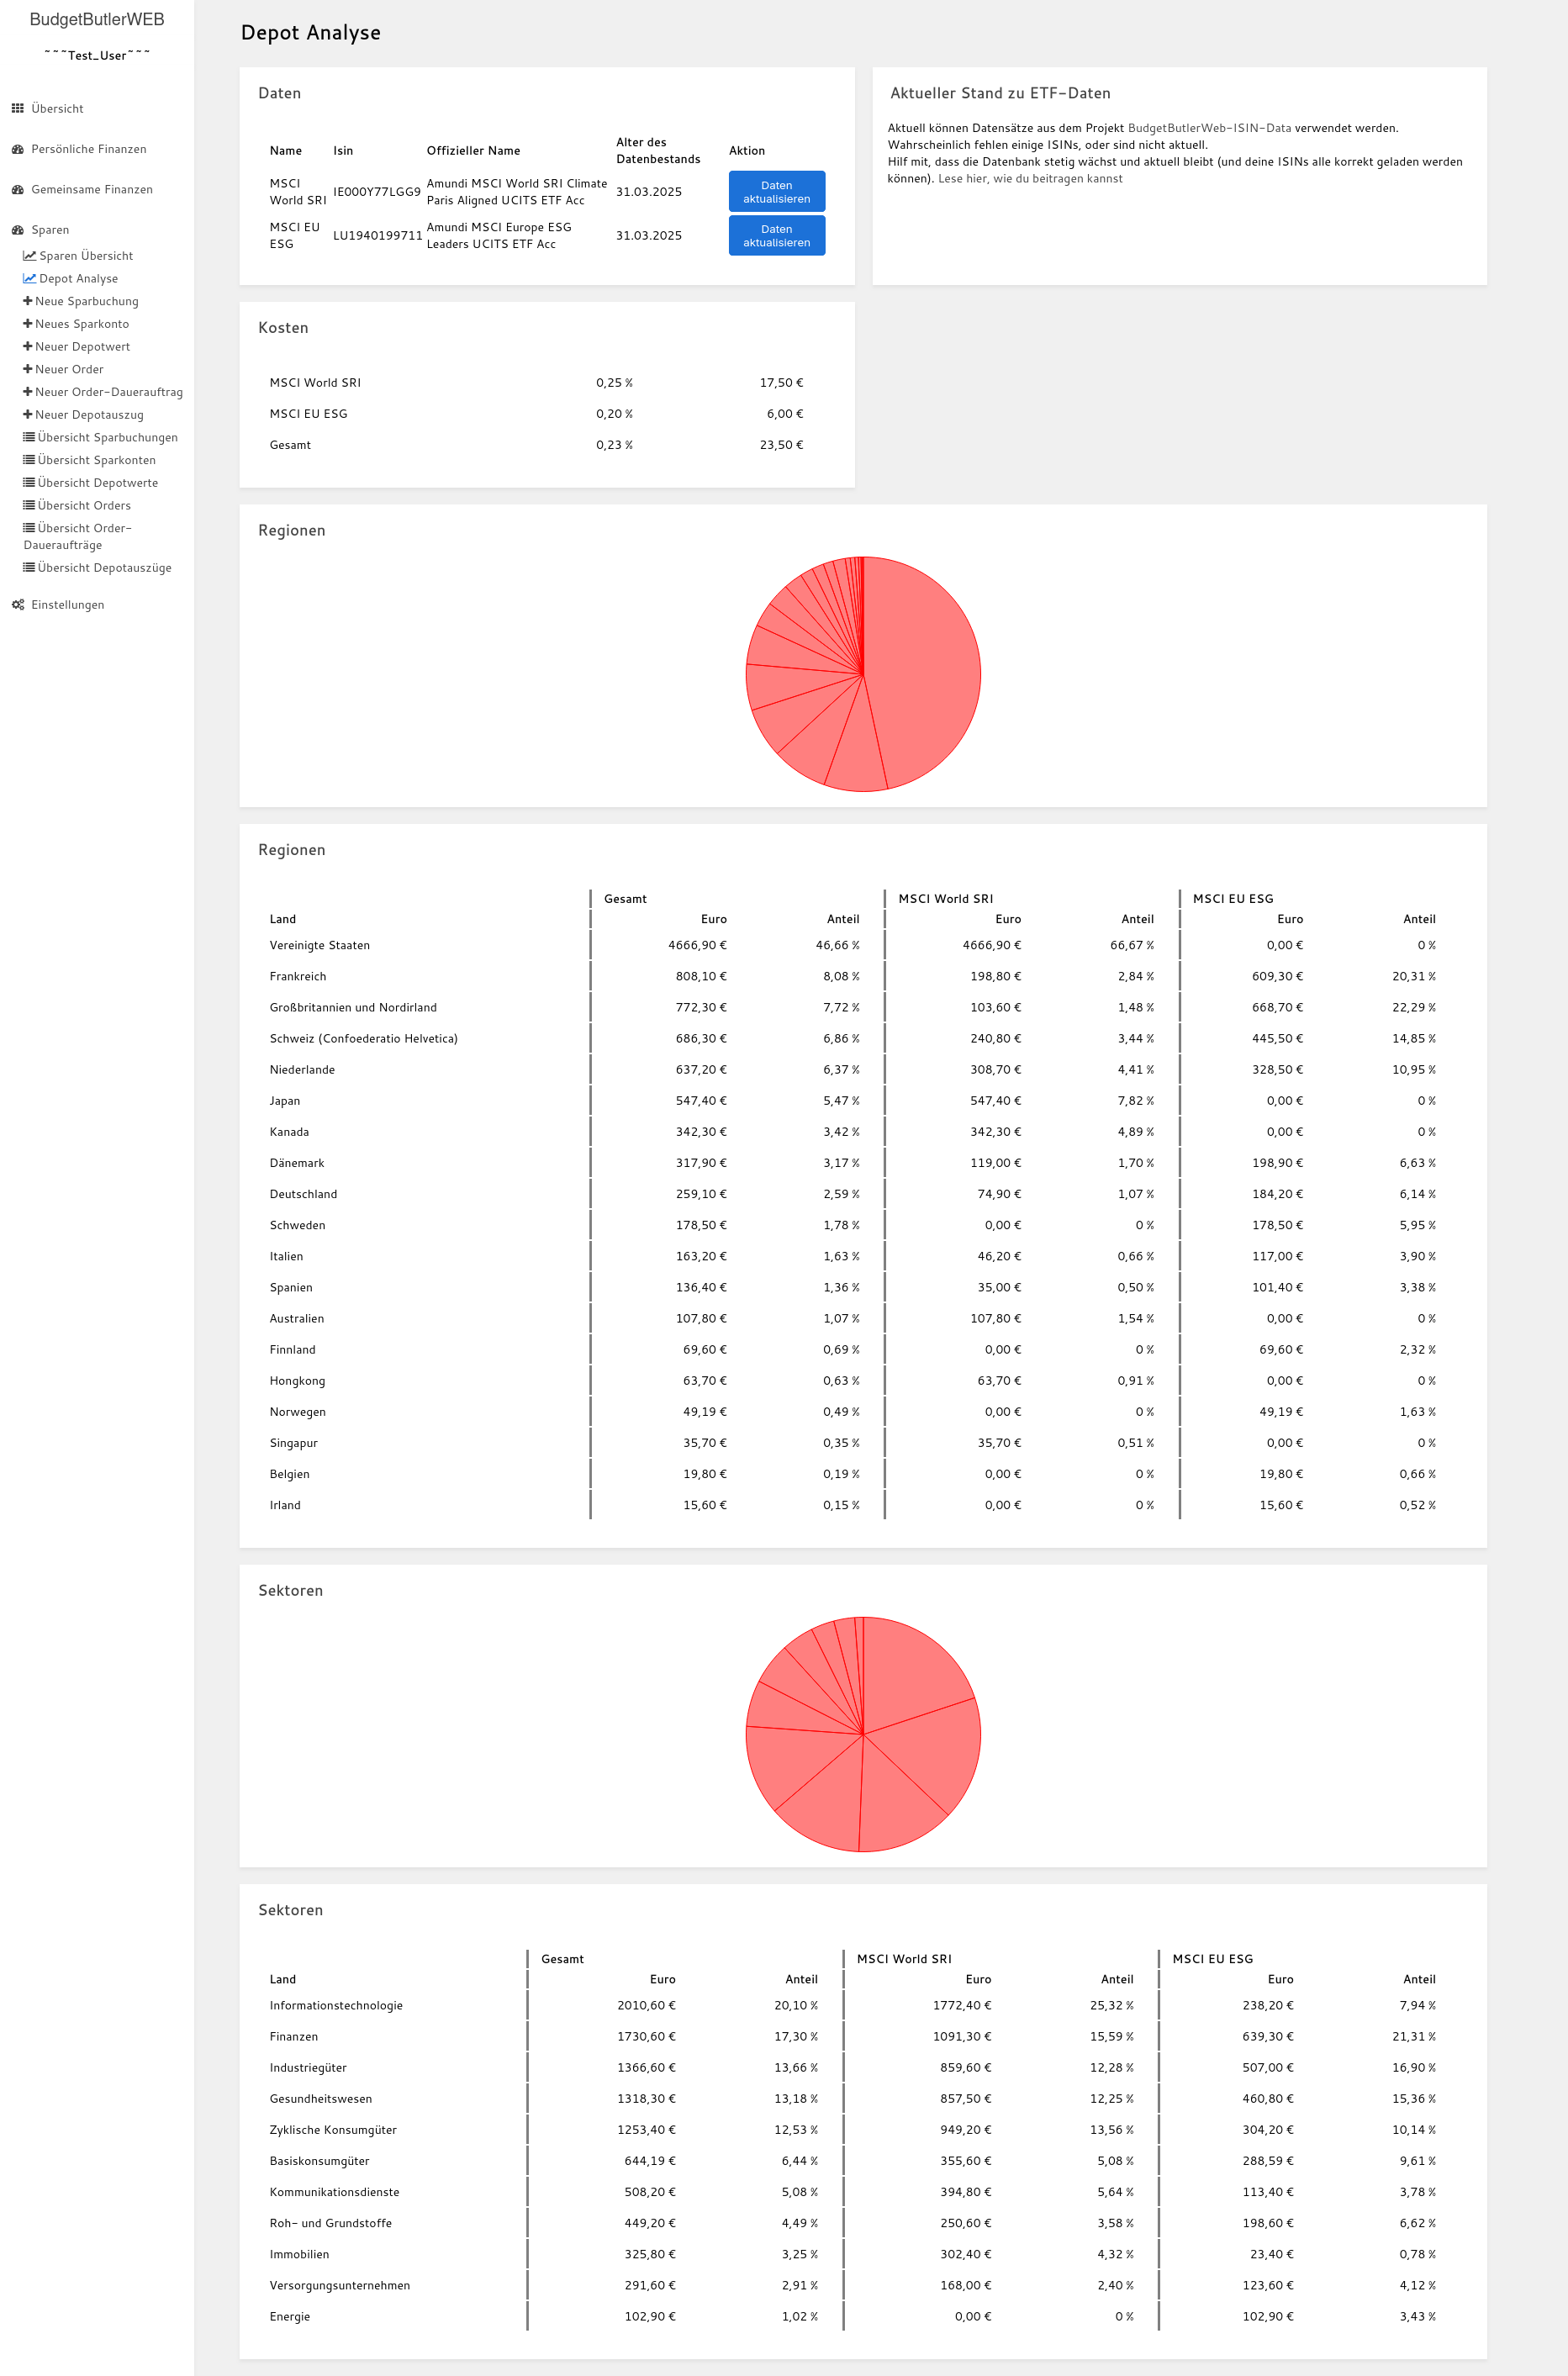 BudgetButlerWEB
~~~Test_User~~~
Übersicht
Persönliche Finanzen
Gemeinsame Finanzen
Sparen
Sparen Übersicht
Depot Analyse
Neue Sparbuchung
Neues Sparkonto
Neuer Depotwert
Neuer Order
Neuer Order-Dauerauftrag
Neuer Depotauszug
Übersicht Sparbuchungen
Übersicht Sparkonten
Übersicht Depotwerte
Übersicht Orders
Übersicht Order-
Daueraufträge
Übersicht Depotauszüge
Einstellungen
Depot Analyse
Daten
Name Isin Offizieller Name Alter des Datenbestands Aktion
MSCI World SRI IE000Y77LGG9 Amundi MSCI World SRI Climate Paris Aligned UCITS ETF Acc 31.03.2025 Daten aktualisieren
MSCI EU ESG LU1940199711 Amundi MSCI Europe ESG Leaders UCITS ETF Acc 31.03.2025 Daten aktualisieren
Aktueller Stand zu ETF-Daten
Aktuell können Datensätze aus dem Projekt BudgetButlerWeb-ISIN-Data verwendet werden.
Wahrscheinlich fehlen einige ISINs, oder sind nicht aktuell.
Hilf mit, dass die Datenbank stetig wächst und aktuell bleibt (und deine ISINs alle korrekt geladen werden
können). Lese hier, wie du beitragen kannst
Kosten
MSCI World SRI 0,25 % 17,50 €
MSCI EU ESG 0,20 % 6,00 €
Gesamt 0,23 % 23,50 €
Regionen
Regionen
Gesamt MSCI World SRI MSCI EU ESG
Land Euro Anteil Euro Anteil Euro Anteil
Vereinigte Staaten 4666,90 € 46,66 % 4666,90 € 66,67 % 0,00 € 0 %
Frankreich 808,10 € 8,08 % 198,80 € 2,84 % 609,30 € 20,31 %
Großbritannien und Nordirland 772,30 € 7,72 % 103,60 € 1,48 % 668,70 € 22,29 %
Schweiz (Confoederatio Helvetica) 686,30 € 6,86 % 240,80 € 3,44 % 445,50 € 14,85 %
Niederlande 637,20 € 6,37 % 308,70 € 4,41 % 328,50 € 10,95 %
Japan 547,40 € 5,47 % 547,40 € 7,82 % 0,00 € 0 %
Kanada 342,30 € 3,42 % 342,30 € 4,89 % 0,00 € 0 %
Dänemark 317,90 € 3,17 % 119,00 € 1,70 % 198,90 € 6,63 %
Deutschland 259,10 € 2,59 % 74,90 € 1,07 % 184,20 € 6,14 %
Schweden 178,50 € 1,78 % 0,00 € 0 % 178,50 € 5,95 %
Italien 163,20 € 1,63 % 46,20 € 0,66 % 117,00 € 3,90 %
Spanien 136,40 € 1,36 % 35,00 € 0,50 % 101,40 € 3,38 %
Australien 107,80 € 1,07 % 107,80 € 1,54 % 0,00 € 0 %
Finnland 69,60 € 0,69 % 0,00 € 0 % 69,60 € 2,32 %
Hongkong 63,70 € 0,63 % 63,70 € 0,91 % 0,00 € 0 %
Norwegen 49,19 € 0,49 % 0,00 € 0 % 49,19 € 1,63 %
Singapur 35,70 € 0,35 % 35,70 € 0,51 % 0,00 € 0 %
Belgien 19,80 € 0,19 % 0,00 € 0 % 19,80 € 0,66 %
Irland 15,60 € 0,15 % 0,00 € 0 % 15,60 € 0,52 %
Sektoren
Sektoren
Gesamt MSCI World SRI MSCI EU ESG
Land Euro Anteil Euro Anteil Euro Anteil
Informationstechnologie 2010,60 € 20,10 % 1772,40 € 25,32 % 238,20 € 7,94 %
Finanzen 1730,60 € 17,30 % 1091,30 € 15,59 % 639,30 € 21,31 %
Industriegüter 1366,60 € 13,66 % 859,60 € 12,28 % 507,00 € 16,90 %
Gesundheitswesen 1318,30 € 13,18 % 857,50 € 12,25 % 460,80 € 15,36 %
Zyklische Konsumgüter 1253,40 € 12,53 % 949,20 € 13,56 % 304,20 € 10,14 %
Basiskonsumgüter 644,19 € 6,44 % 355,60 € 5,08 % 288,59 € 9,61 %
Kommunikationsdienste 508,20 € 5,08 % 394,80 € 5,64 % 113,40 € 3,78 %
Roh- und Grundstoffe 449,20 € 4,49 % 250,60 € 3,58 % 198,60 € 6,62 %
Immobilien 325,80 € 3,25 % 302,40 € 4,32 % 23,40 € 0,78 %
Versorgungsunternehmen 291,60 € 2,91 % 168,00 € 2,40 % 123,60 € 4,12 %
Energie 102,90 € 1,02 % 0,00 € 0 % 102,90 € 3,43 %